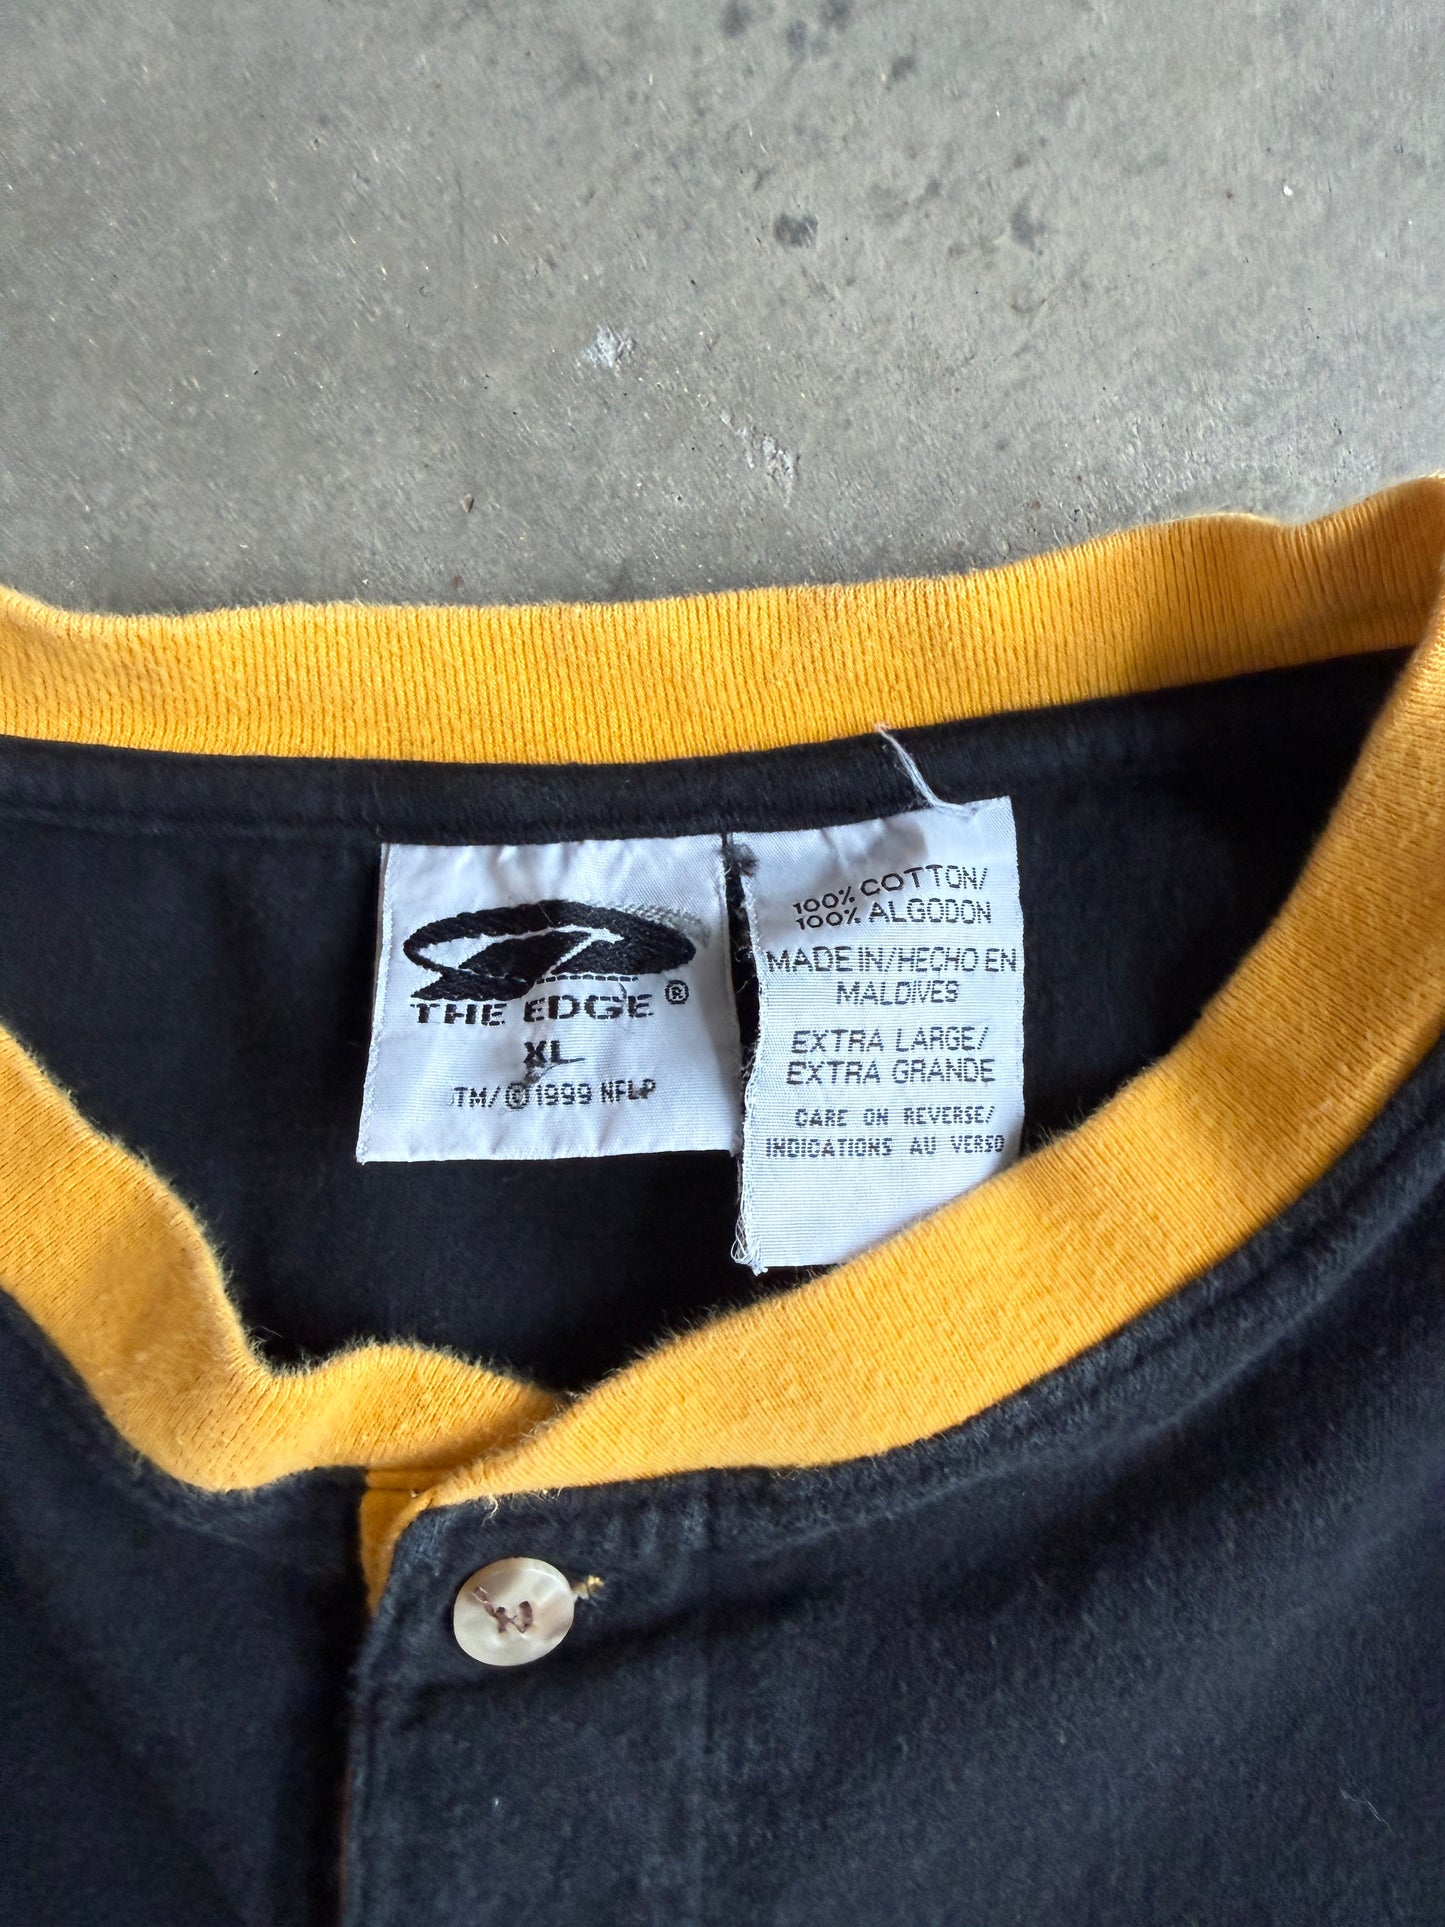 THE EDGE ®
XL
TM/ © 1999 NFLP
100% COTTON/
100% ALGODON
MADE IN/HECHO EN
MALDIVES
EXTRA LARGE/
EXTRA GRANDE
CARE ON REVERSE/
INDICATIONS AU VERSO